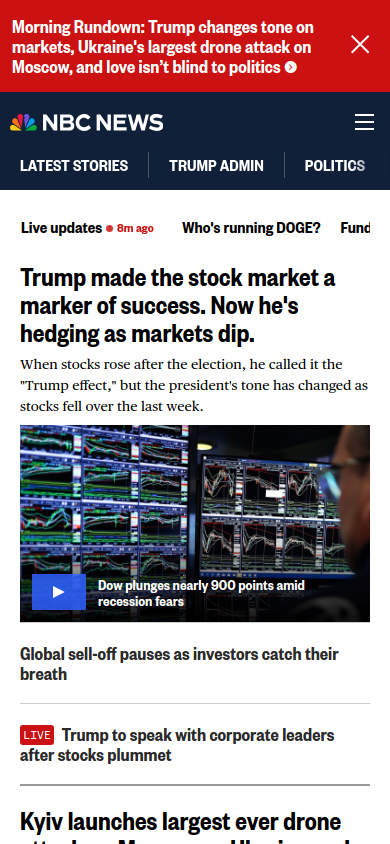 Morning Rundown: Trump changes tone on
markets, Ukraine's largest drone attack on
Moscow, and love isn’t blind to politics
NBC NEWS
LATEST STORIES
TRUMP ADMIN
POLITICS
Live updates
8m ago
Who's running DOGE?
Fund
Trump made the stock market a
marker of success. Now he's
hedging as markets dip.
When stocks rose after the election, he called it the
"Trump effect," but the president's tone has changed as
stocks fell over the last week.
Dow plunges nearly 900 points amid
recession fears
Global sell-off pauses as investors catch their
breath
LIVE Trump to speak with corporate leaders
after stocks plummet
Kyiv launches largest ever drone